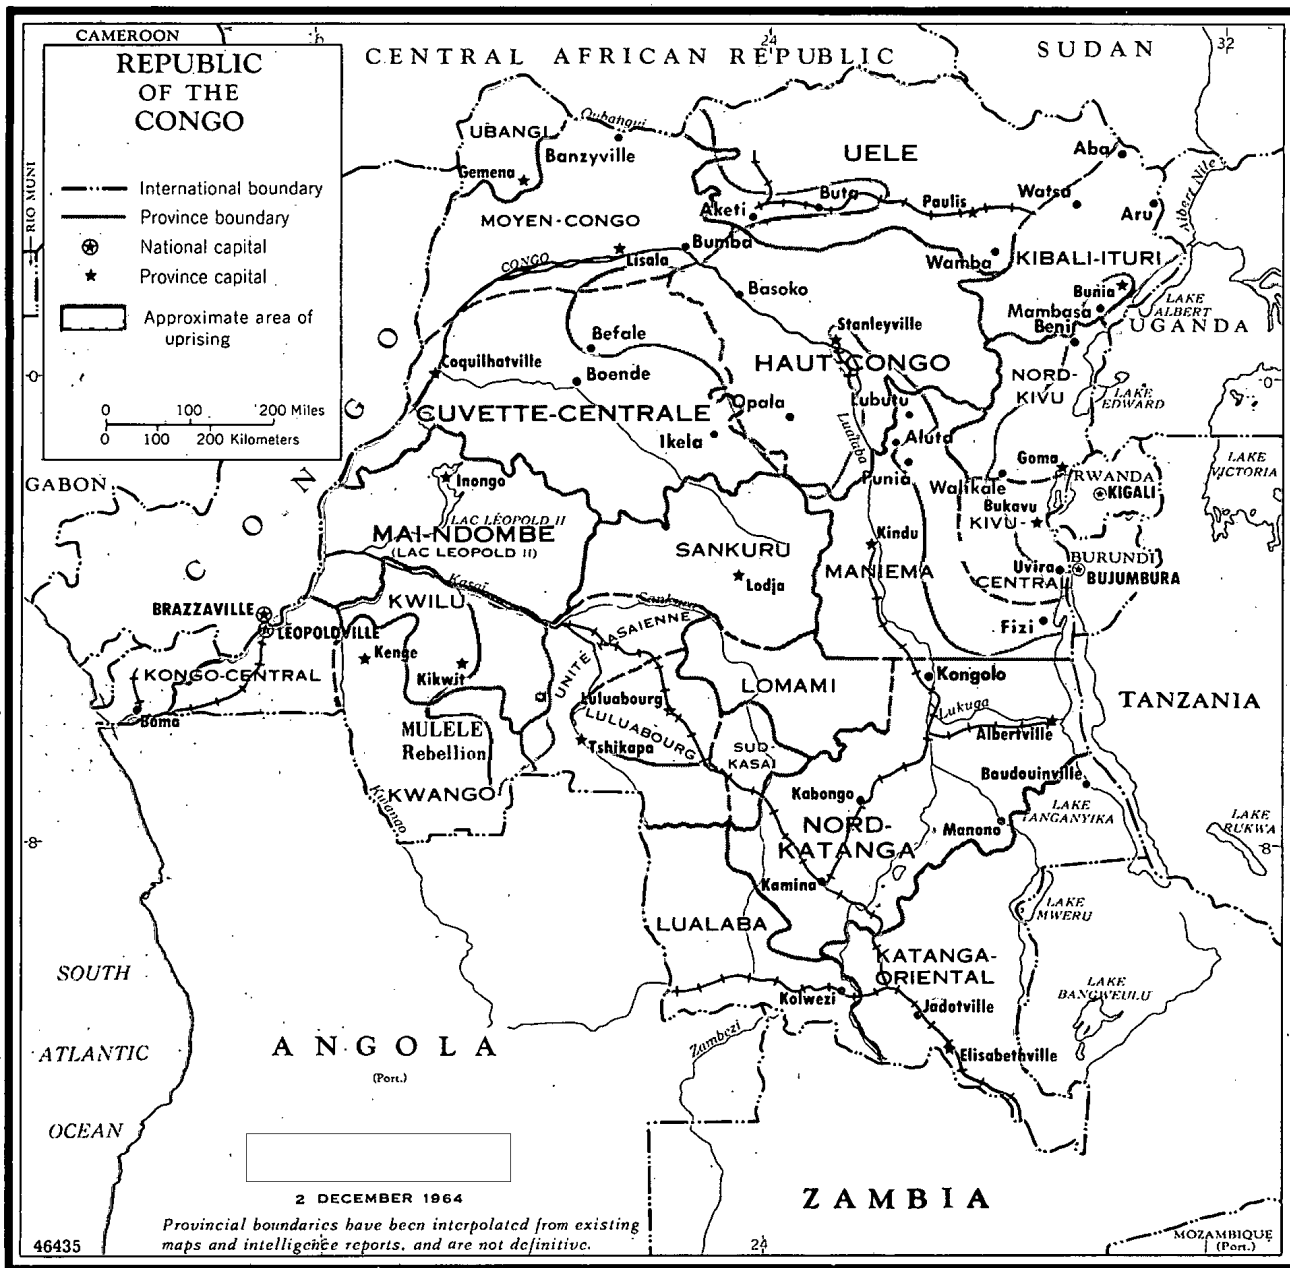 CAMEROON
REPUBLIC
OF THE
CONGO
International boundary
Province boundary
National capital
Province capital
Approximate area of
uprising
0 100 200 Miles
0 100 200 Kilometers
CENTRAL AFRICAN REPUBLIC
SUDAN
24
32
RIO MUNI
Oubangui
UBANGI
Banzyville
Gemena
UELE
Aba
Albert Nile
MOYEN-CONGO
Aketi
Buta
Paulis
Watsa
Aru
CONGO
Lisala
Bumba
Wamba
KIBALI-ITURI
Basoko
Bunia
Mambasa
LAKE
ALBERT
Beni
UGANDA
CONGO
Befale
Stanleyville
Coquilhatville
Boende
HAUT-CONGO
NORD-
KIVU
0
0
LAKE
EDWARD
CUVETTE-CENTRALE
Opala
Lubutu
Lualaba
Ikela
Aluta
Punia
Walikale
Goma
LAKE
VICTORIA
GABON
Inongo
RWANDA
KIGALI
Bukavu
KIVU-
CENTRAL
LAC LÉOPOLD II
MAI-NDOMBE
(LAC LEOPOLD II)
SANKURU
Kindu
Lodja
MANIEMA
Uvira
BURUNDI
BUJUMBURA
Kasaï
Sankuru
BRAZZAVILLE
LEOPOLDVILLE
KWILU
Fizi
Kenge
Kikwit
UNITÉ KASAIENNE
KONGO-CENTRAL
Boma
LOMAMI
Kongolo
TANZANIA
Luluabourg
LULUABOURG
Lukuga
Albertville
MULELE
Rebellion
Tshikapa
SUD-
KASAI
Baudouinville
KWANGO
Kwango
Kabongo
LAKE
TANGANYIKA
LAKE
RUKWA
NORD-
KATANGA
Manono
8
8
Kamina
LUALABA
LAKE
MWERU
KATANGA-
ORIENTAL
SOUTH
ATLANTIC
OCEAN
Kolwezi
Jadotville
LAKE
BANGWEULU
ANGOLA
(Port.)
Zambezi
Elisabethville
2 DECEMBER 1964
ZAMBIA
Provincial boundaries have been interpolated from existing
maps and intelligence reports, and are not definitive.
46435
24
MOZAMBIQUE
(Port.)